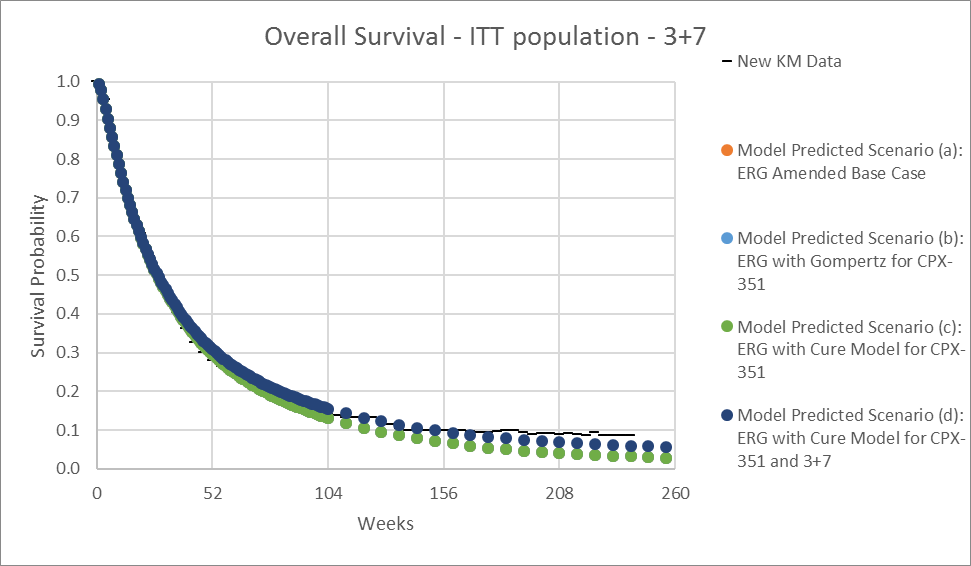 Overall Survival - ITT population - 3+7
New KM Data
Model Predicted Scenario (a):
ERG Amended Base Case
Model Predicted Scenario (b):
ERG with Gompertz for CPX-
351
Model Predicted Scenario (c):
ERG with Cure Model for CPX-
351
Model Predicted Scenario (d):
ERG with Cure Model for CPX-
351 and 3+7
Survival Probability
1.0
0.9
0.8
0.7
0.6
0.5
0.4
0.3
0.2
0.1
0.0
0 52 104 156 208 260
Weeks